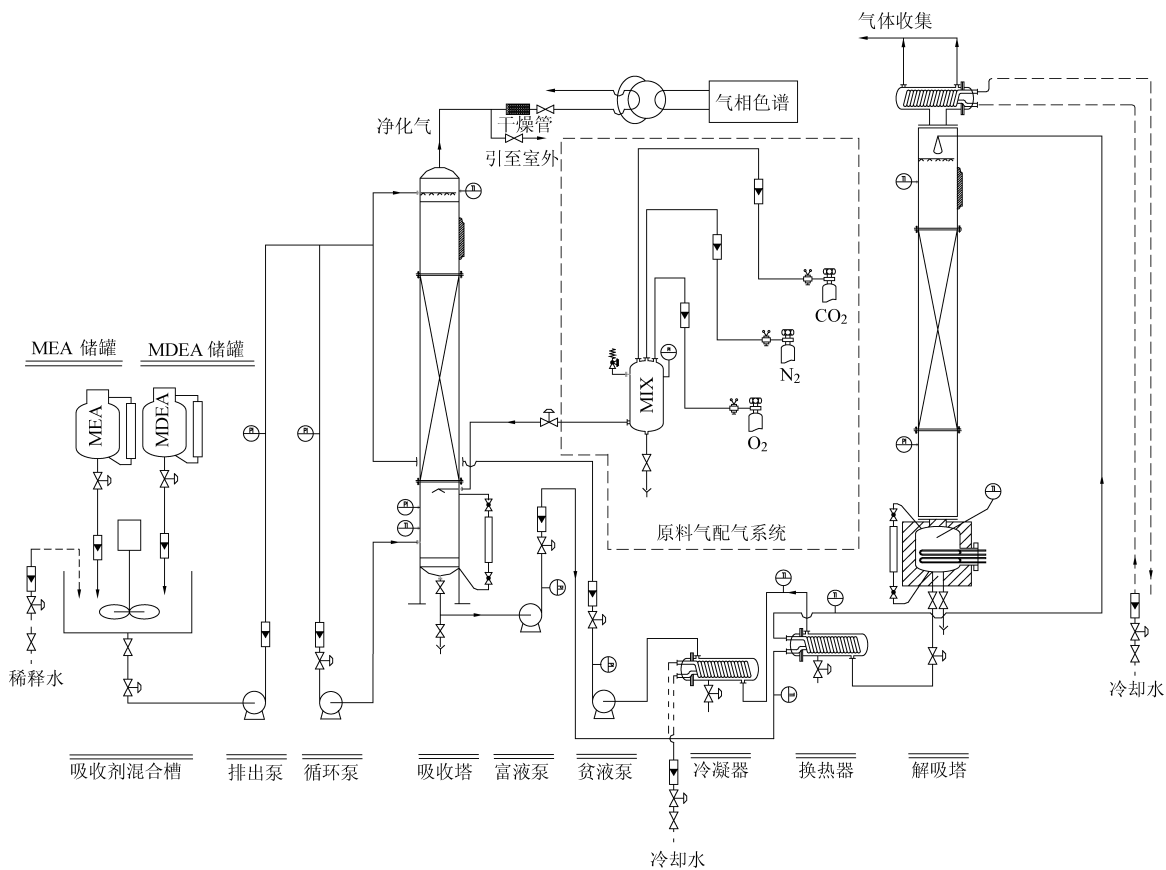 气体收集
气相色谱
净化气
干燥管
引至室外
CO2
N2
O2
MIX
原料气配气系统
MEA 储罐
MDEA 储罐
MEA
MDEA
稀释水
冷却水
吸收剂混合槽
排出泵
循环泵
吸收塔
富液泵
贫液泵
冷凝器
换热器
解吸塔
冷却水